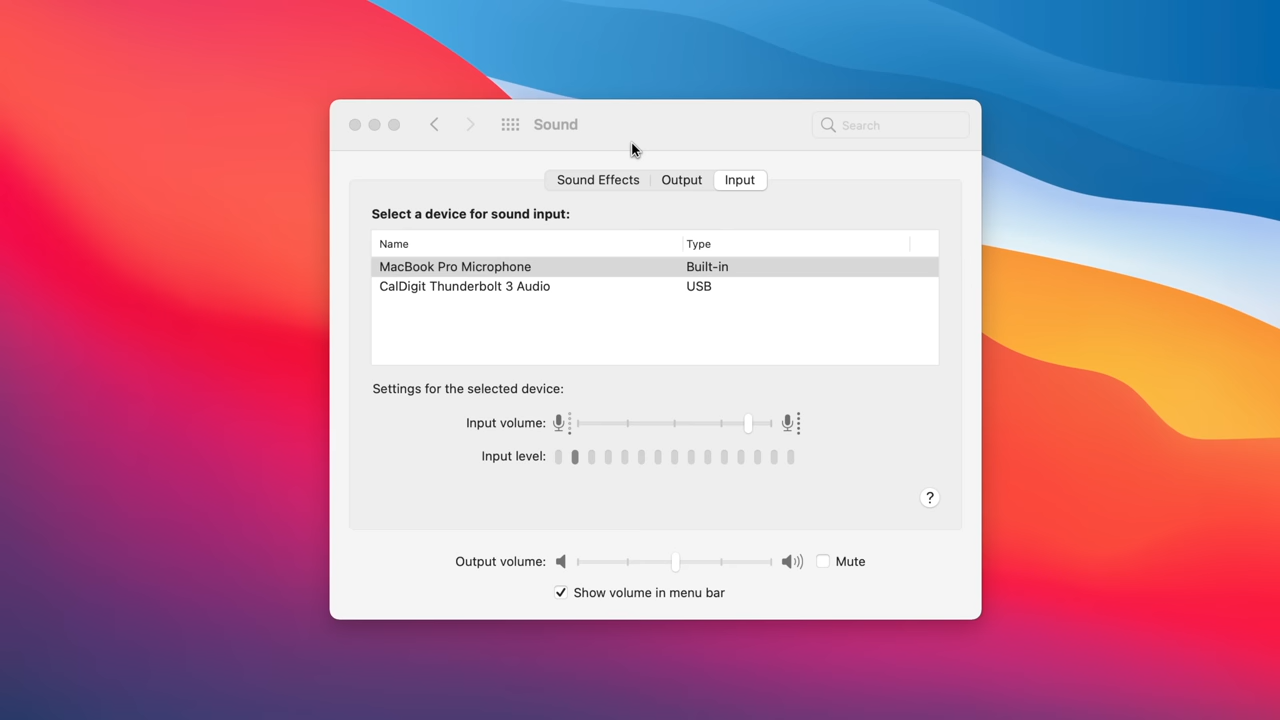 Sound
Search
Sound Effects Output Input
Select a device for sound input:
Name Type
MacBook Pro Microphone Built-in
CalDigit Thunderbolt 3 Audio USB
Settings for the selected device:
Input volume:
Input level:
?
Output volume: Mute
Show volume in menu bar